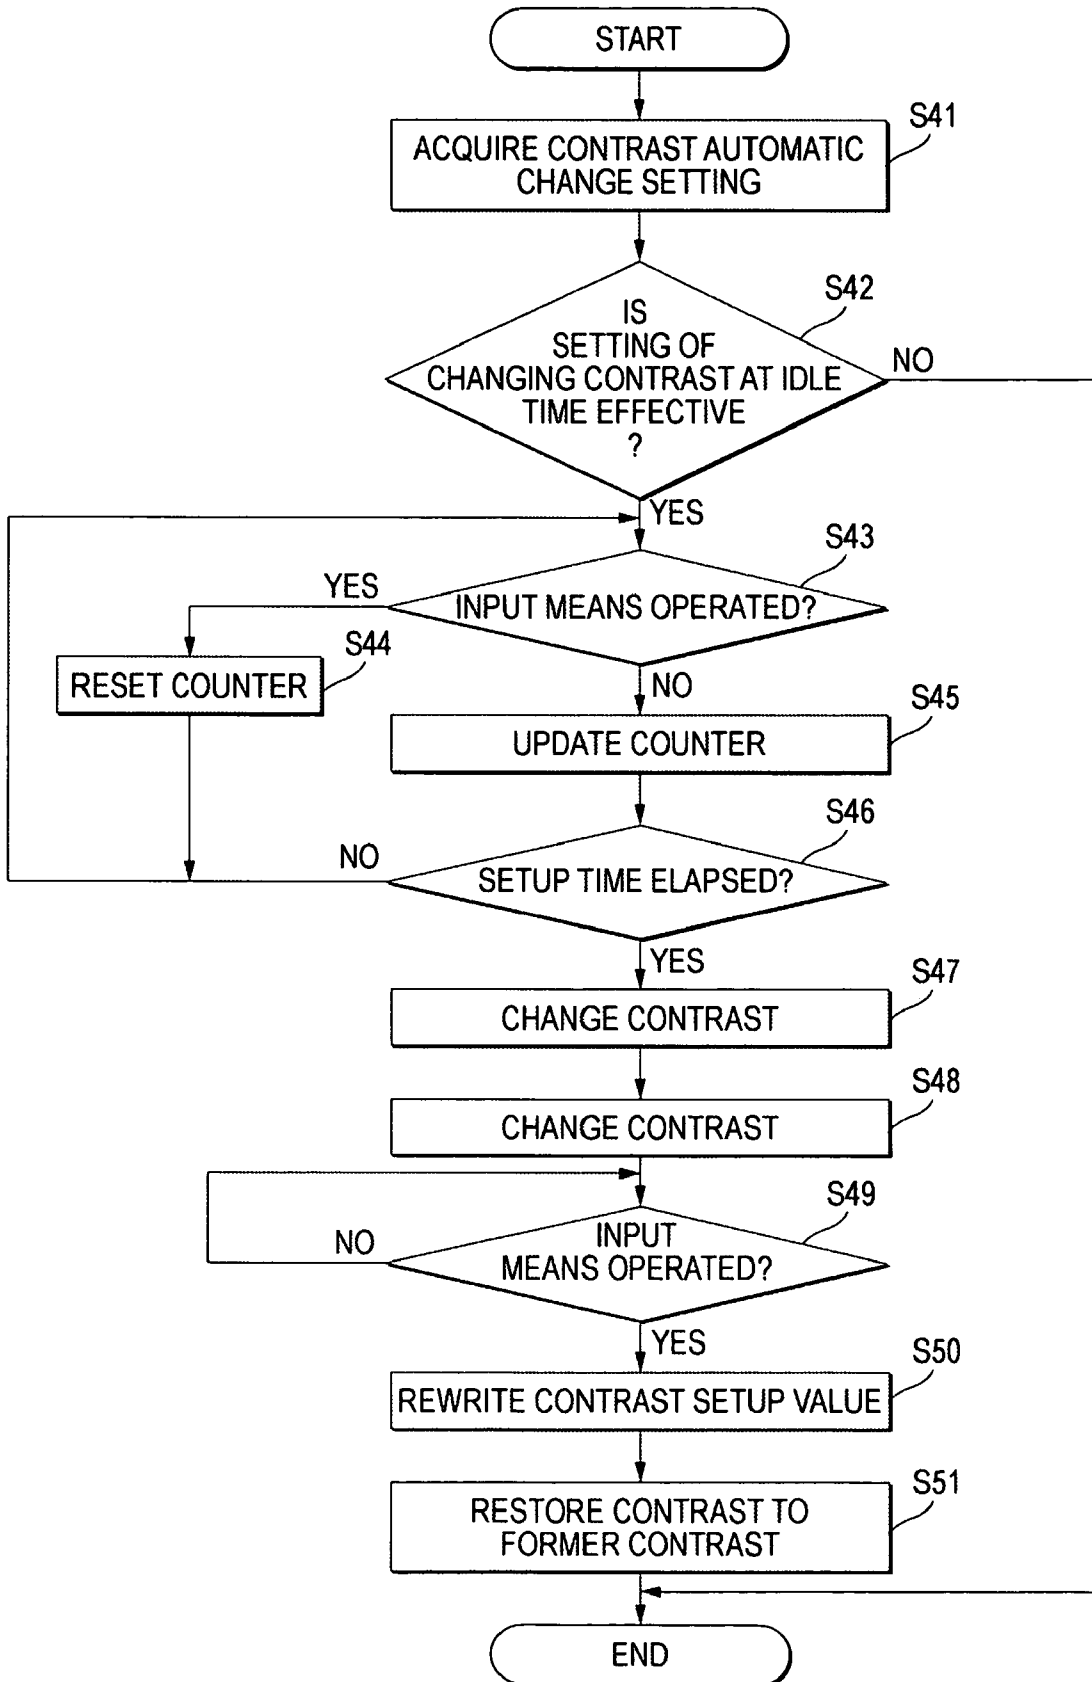 START
S41
ACQUIRE CONTRAST AUTOMATIC
CHANGE SETTING
S42
IS
SETTING OF
CHANGING CONTRAST AT IDLE
TIME EFFECTIVE
?
NO
YES
S43
INPUT MEANS OPERATED?
YES
S44
RESET COUNTER
NO
S45
UPDATE COUNTER
S46
SETUP TIME ELAPSED?
NO
YES
S47
CHANGE CONTRAST
S48
CHANGE CONTRAST
S49
INPUT
MEANS OPERATED?
NO
YES
S50
REWRITE CONTRAST SETUP VALUE
S51
RESTORE CONTRAST TO
FORMER CONTRAST
END